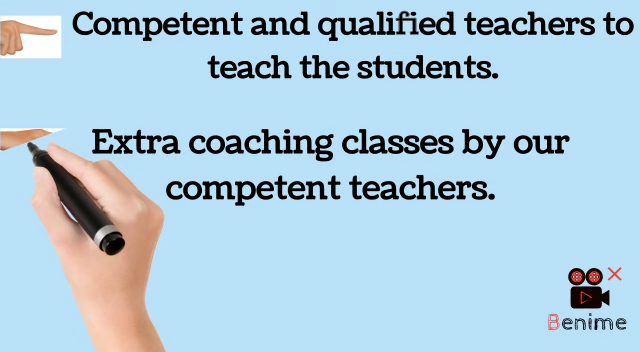 Competent and qualified teachers to
teach the students.
Extra coaching classes by our
competent teachers.
Benime